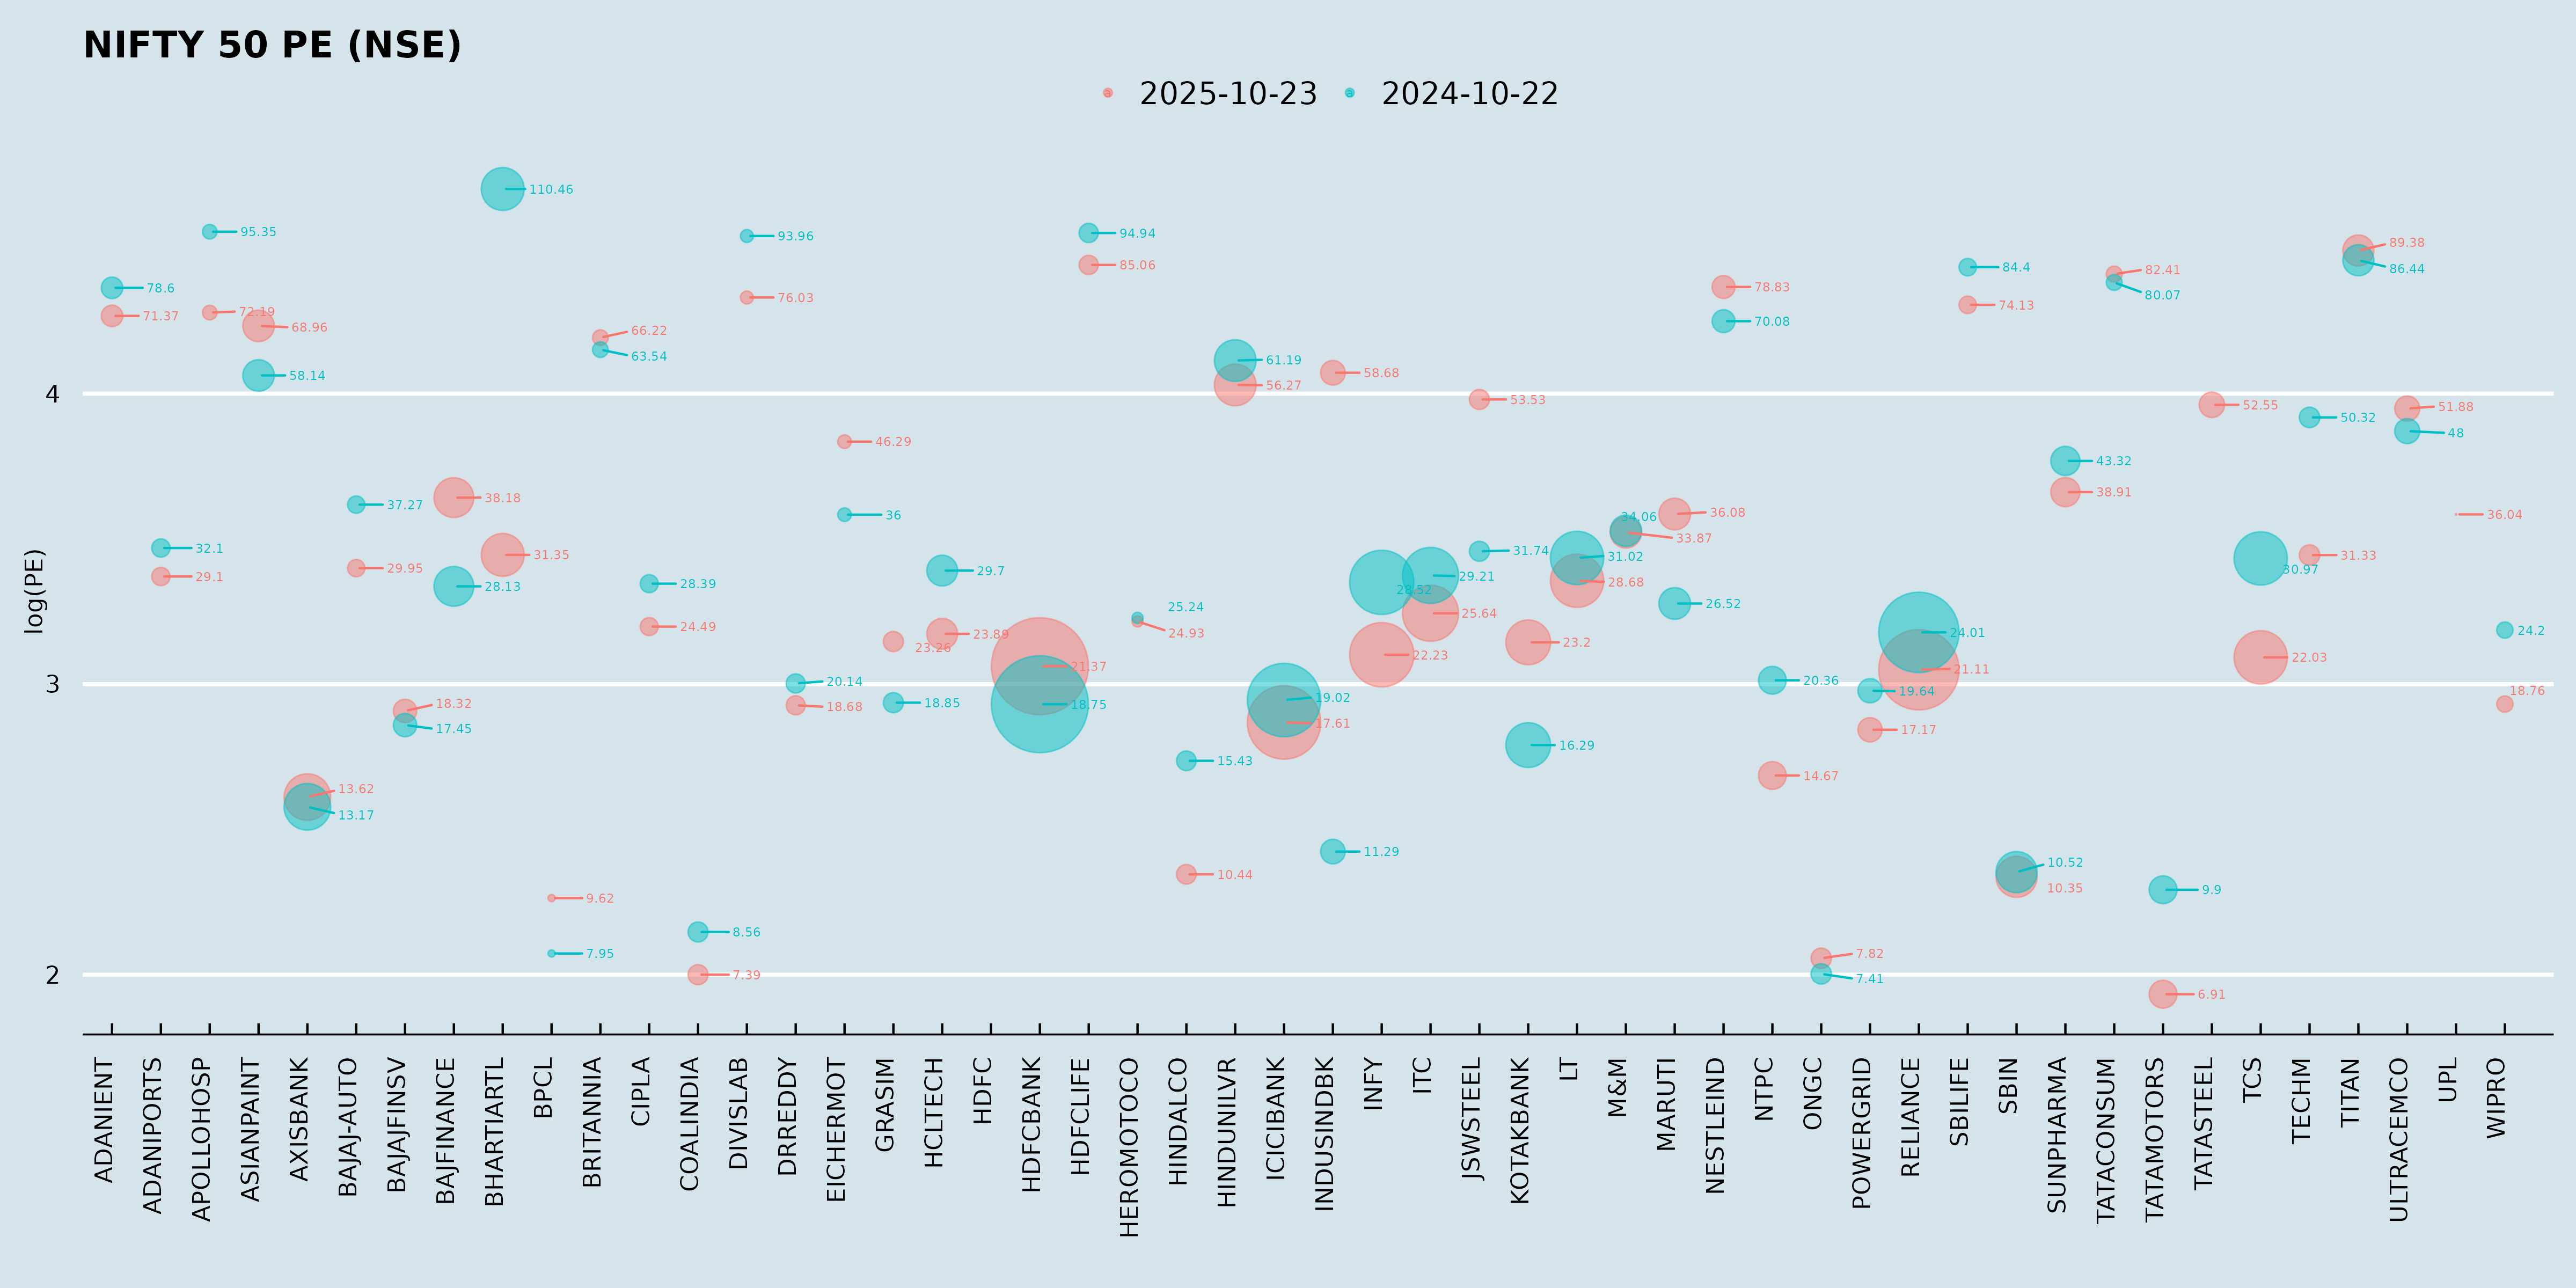 NIFTY 50 PE (NSE)
2025-10-23 2024-10-22
110.46
95.35 93.96 94.94
89.38
85.06 84.4 82.41 86.44
78.6 76.03 78.83 80.07
71.37 72.19 74.13
68.96 66.22 70.08
63.54 61.19
58.14 56.27 58.68
4
53.53 52.55 51.88
50.32 48
46.29 43.32
37.27 38.18 38.91
36 34.06 36.08 36.04
33.87
32.1 31.35 31.74 31.02 31.33
29.1 29.95 29.7 29.21 30.97
28.13 28.39 28.52 28.68
26.52
25.24 25.64
24.49 23.89 24.93 24.01 24.2
23.26 23.2
log(PE)
21.37 22.23 21.11 22.03
3
20.14 20.36
18.32 18.68 18.85 18.75 19.02 19.64 18.76
17.45 17.61 17.17
15.43 16.29
13.62 14.67
13.17
11.29
10.44 10.52
10.35
9.62 9.9
8.56
7.95 7.82
2
7.39 7.41
6.91
ADANIENT
ADANIPORTS
APOLLOHOSP
ASIANPAINT
AXISBANK
BAJAJ-AUTO
BAJAJFINSV
BAJFINANCE
BHARTIARTL
BPCL
BRITANNIA
CIPLA
COALINDIA
DIVISLAB
DRREDDY
EICHERMOT
GRASIM
HCLTECH
HDFC
HDFCBANK
HDFCLIFE
HEROMOTOCO
HINDALCO
HINDUNILVR
ICICIBANK
INDUSINDBK
INFY
ITC
JSWSTEEL
KOTAKBANK
LT
M&M
MARUTI
NESTLEIND
NTPC
ONGC
POWERGRID
RELIANCE
SBILIFE
SBIN
SUNPHARMA
TATACONSUM
TATAMOTORS
TATASTEEL
TCS
TECHM
TITAN
ULTRACEMCO
UPL
WIPRO